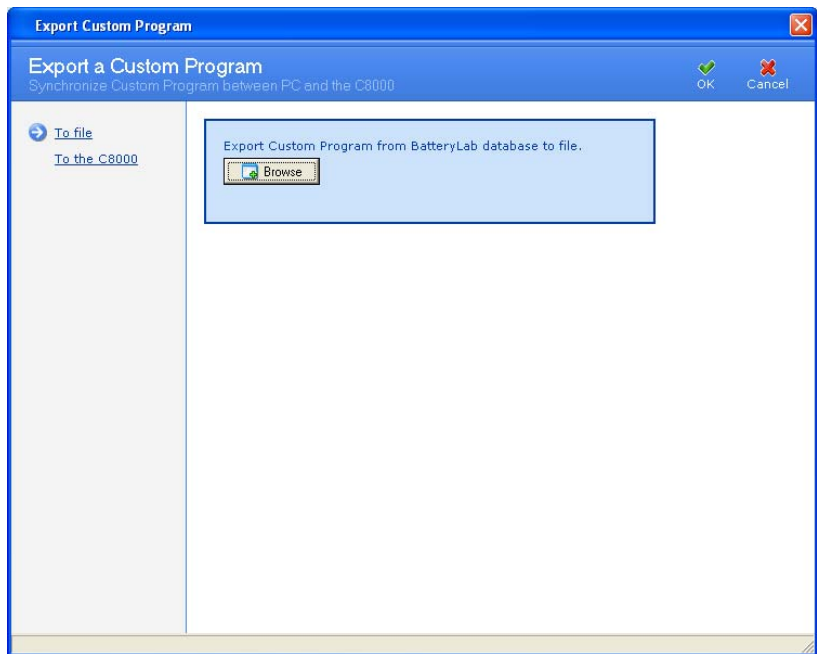 Export Custom Program
Export a Custom Program
Synchronize Custom Program between PC and the C8000
OK
Cancel
To file
To the C8000
Export Custom Program from BatteryLab database to file.
Browse